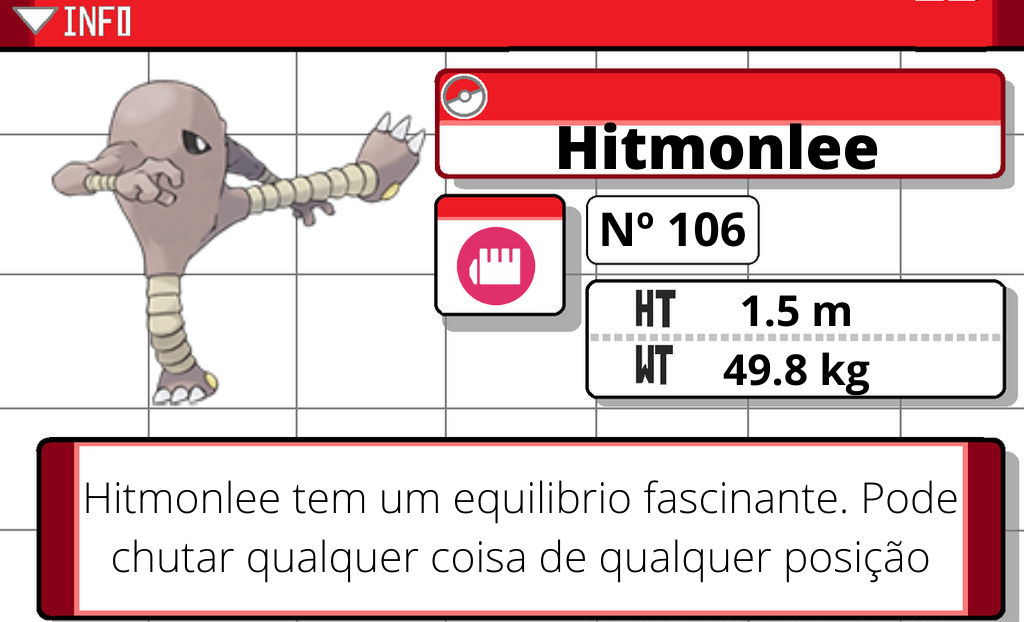 INFO
Hitmonlee
Nº 106
HT 1.5 m
WT 49.8 kg
Hitmonlee tem um equilibrio fascinante. Pode
chutar qualquer coisa de qualquer posição